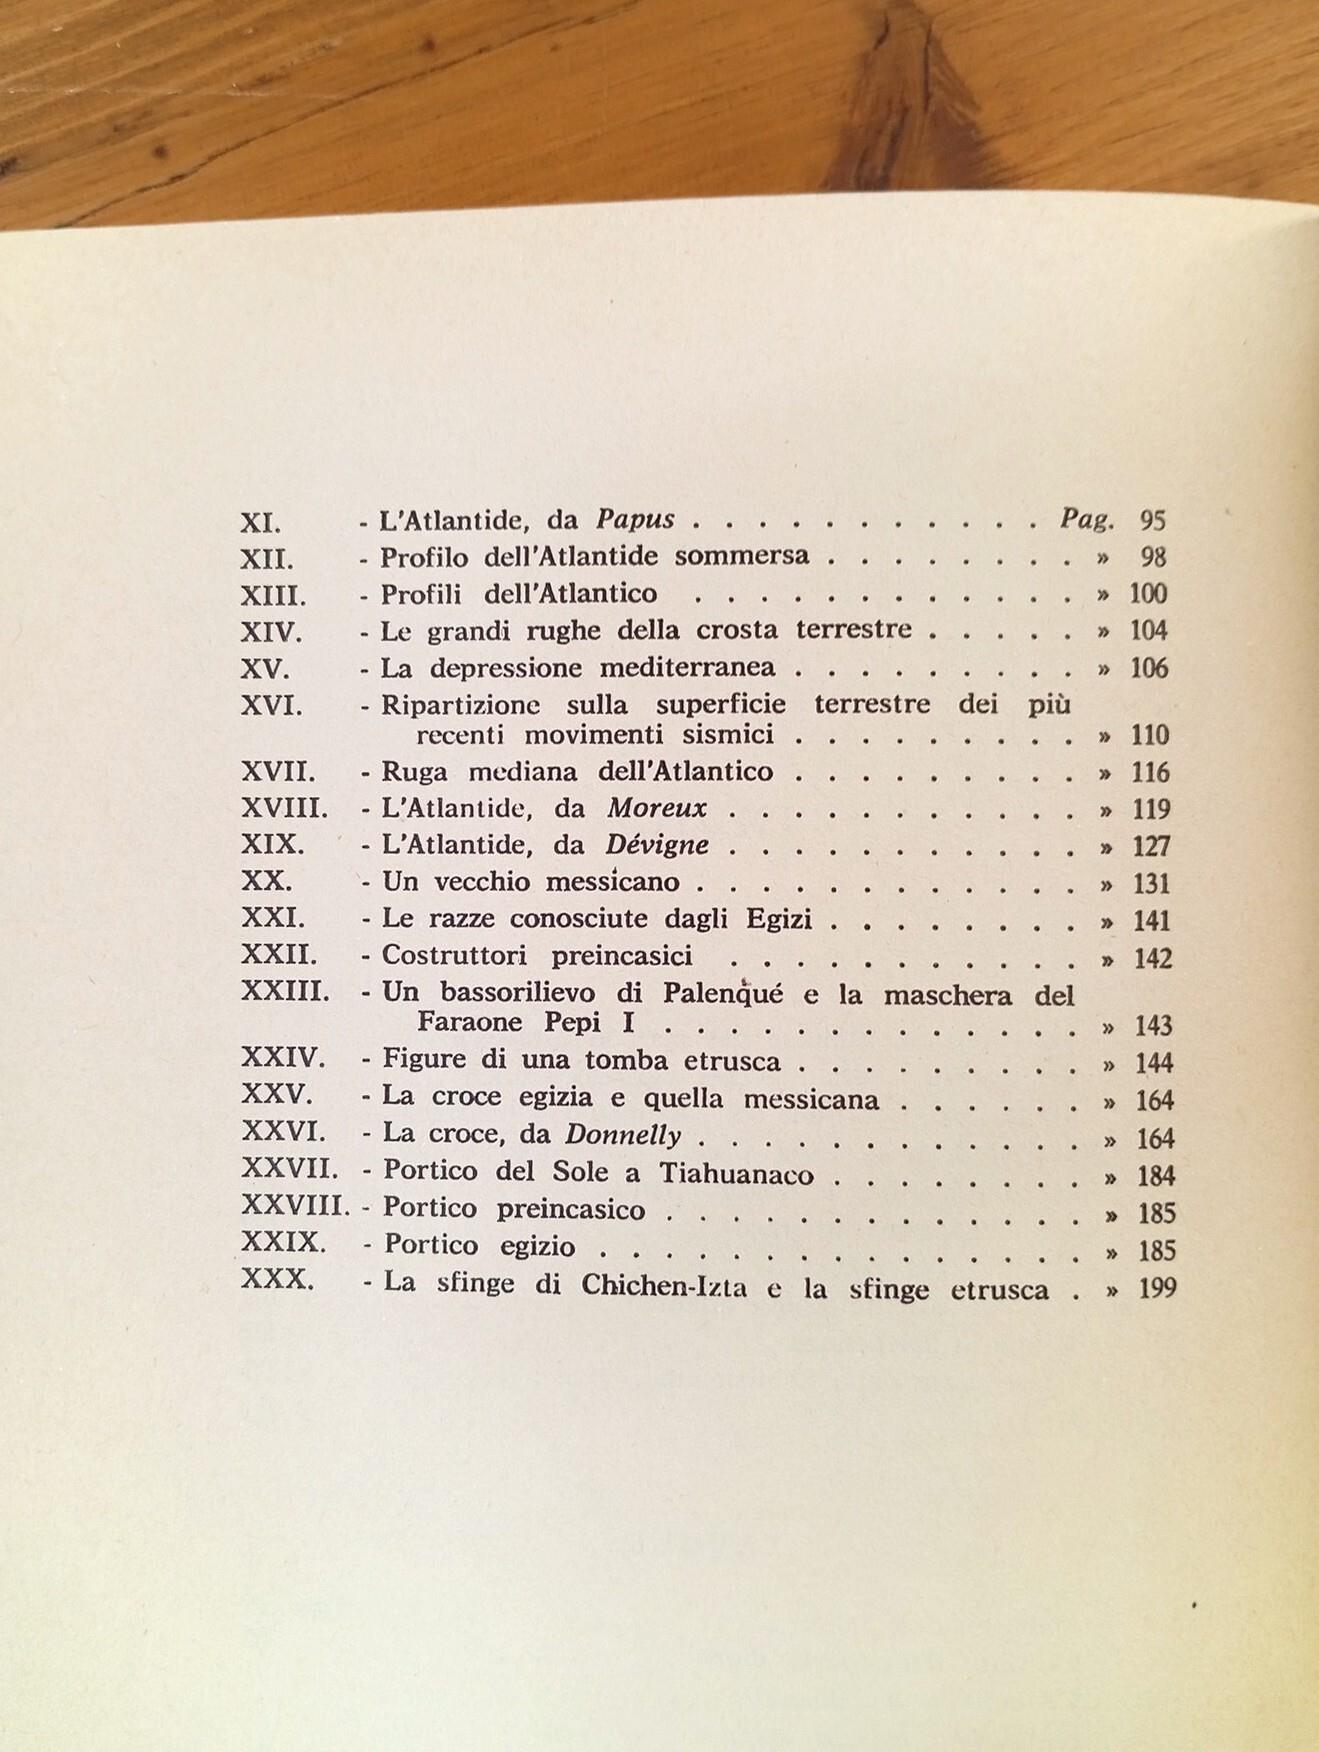 XI. - L'Atlantide, da Papus . . . . . . . . . . . Pag. 95
XII. - Profilo dell'Atlantide sommersa . . . . . . . . » 98
XIII. - Profili dell'Atlantico . . . . . . . . . . . . » 100
XIV. - Le grandi rughe della crosta terrestre . . . . . » 104
XV. - La depressione mediterranea . . . . . . . . . » 106
XVI. - Ripartizione sulla superficie terrestre dei più
recenti movimenti sismici . . . . . . . . . » 110
XVII. - Ruga mediana dell'Atlantico . . . . . . . . . » 116
XVIII. - L'Atlantide, da Moreux . . . . . . . . . . . » 119
XIX. - L'Atlantide, da Dévigne . . . . . . . . . . . » 127
XX. - Un vecchio messicano . . . . . . . . . . . . » 131
XXI. - Le razze conosciute dagli Egizi . . . . . . . . » 141
XXII. - Costruttori preincasici . . . . . . . . . . . » 142
XXIII. - Un bassorilievo di Palenqué e la maschera del
Faraone Pepi I . . . . . . . . . . . . . » 143
XXIV. - Figure di una tomba etrusca . . . . . . . . . » 144
XXV. - La croce egizia e quella messicana . . . . . . » 164
XXVI. - La croce, da Donnelly . . . . . . . . . . . . » 164
XXVII. - Portico del Sole a Tiahuanaco . . . . . . . . » 184
XXVIII. - Portico preincasico . . . . . . . . . . . . . » 185
XXIX. - Portico egizio . . . . . . . . . . . . . . . » 185
XXX. - La sfinge di Chichen-Izta e la sfinge etrusca . » 199